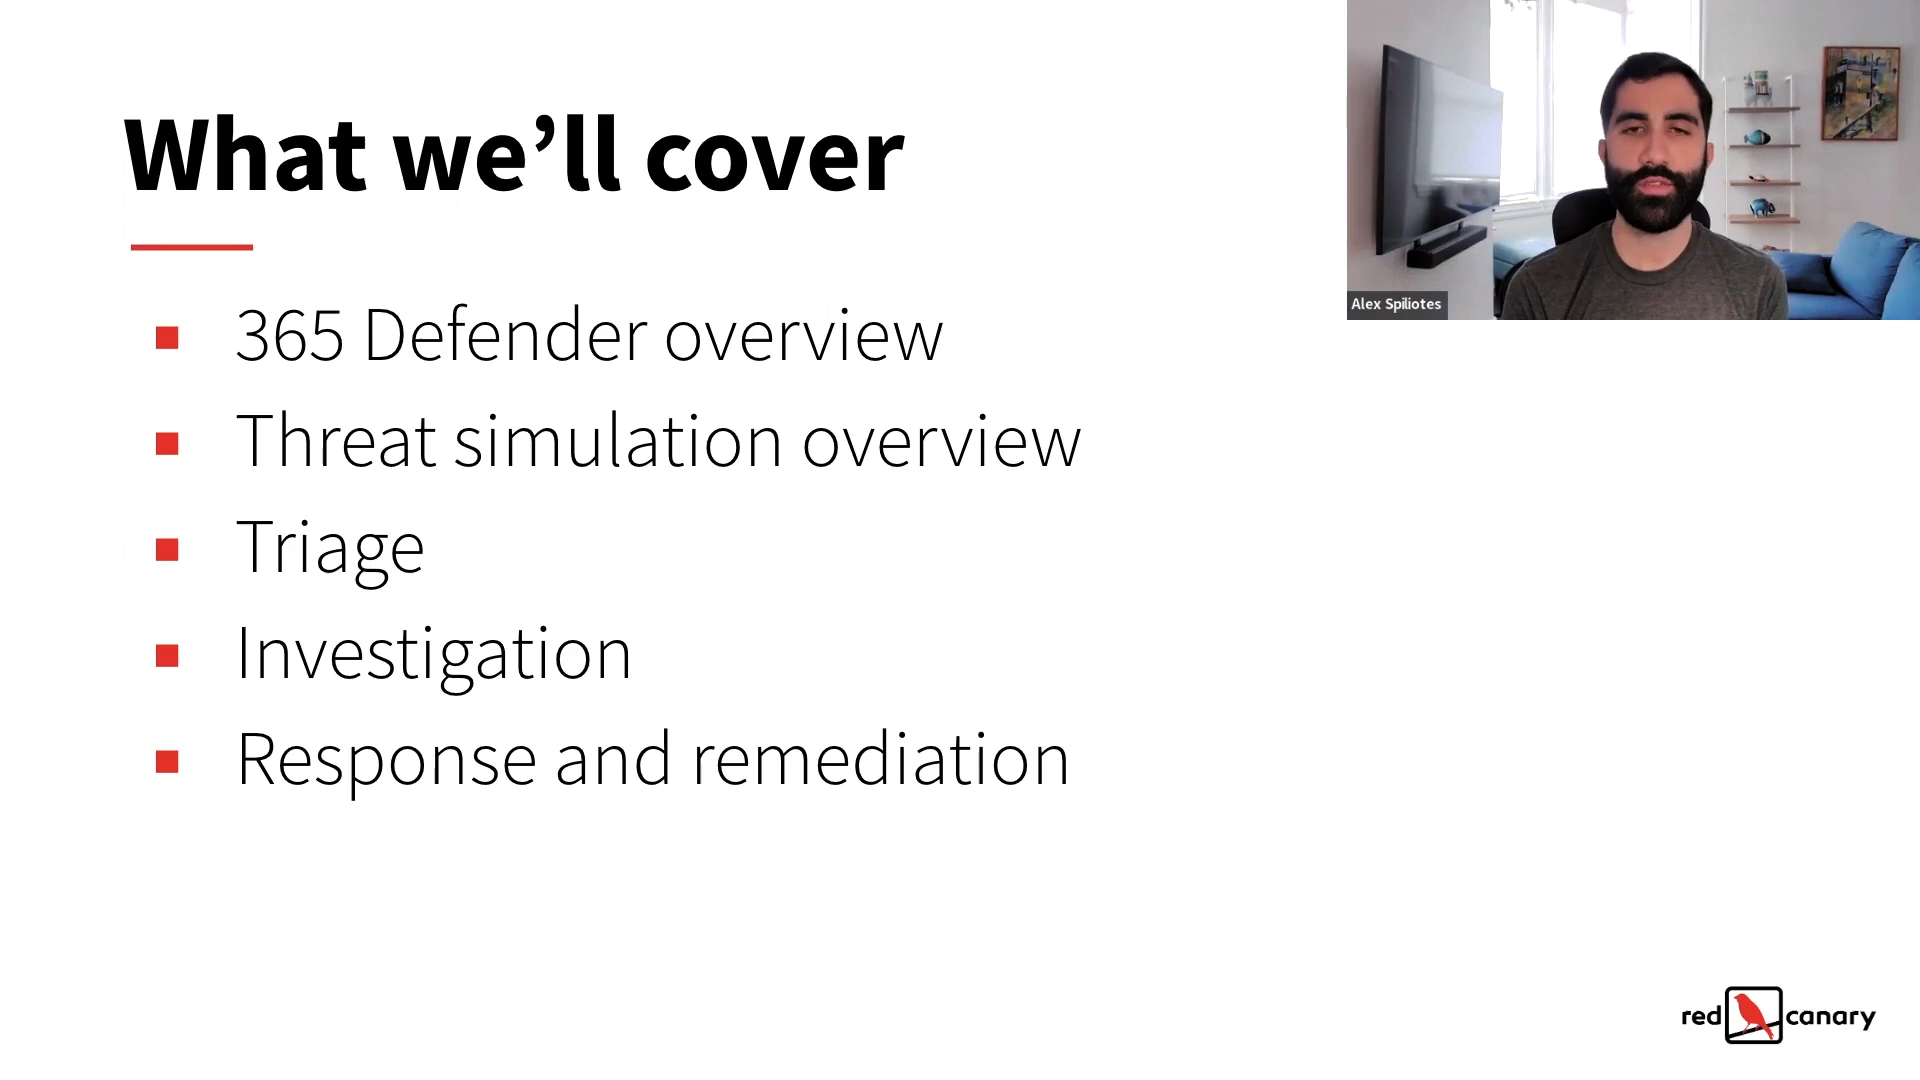 What we’ll cover
365 Defender overview
Threat simulation overview
Triage
Investigation
Response and remediation
Alex Spiliotes
red canary